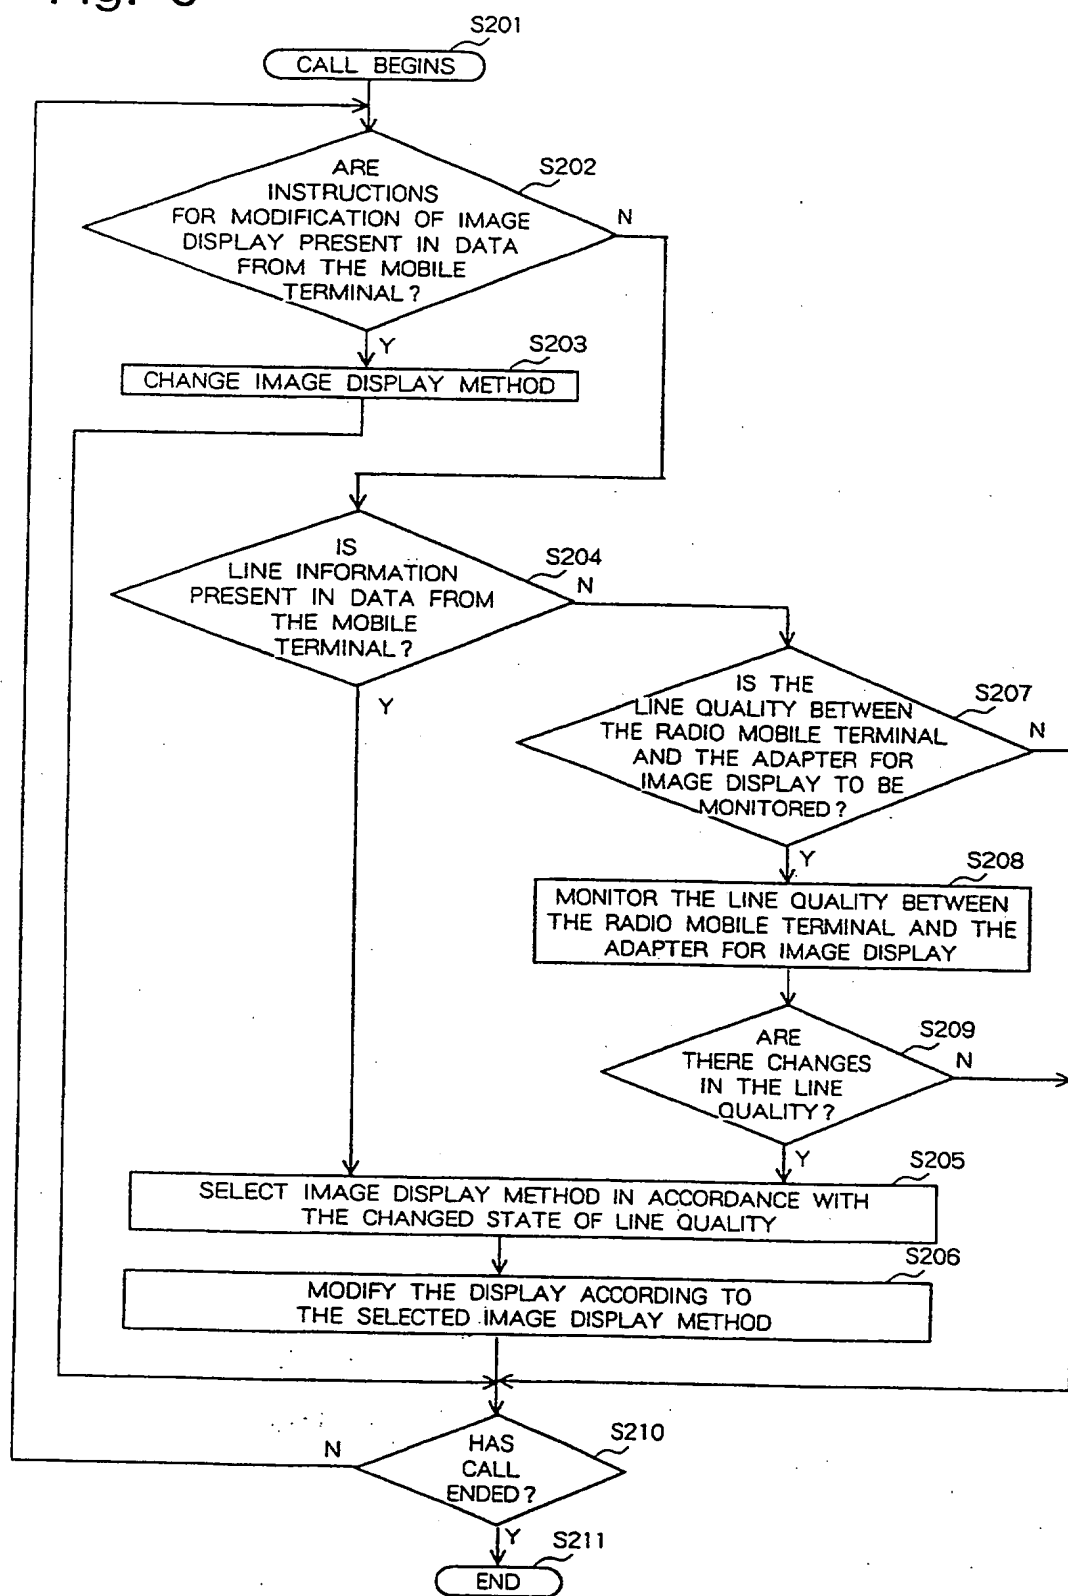 S201
CALL BEGINS
S202
ARE
INSTRUCTIONS
FOR MODIFICATION OF IMAGE
DISPLAY PRESENT IN DATA
FROM THE MOBILE
TERMINAL?
N
Y
S203
CHANGE IMAGE DISPLAY METHOD
S204
IS
LINE INFORMATION
PRESENT IN DATA FROM
THE MOBILE
TERMINAL?
N
Y
S207
IS THE
LINE QUALITY BETWEEN
THE RADIO MOBILE TERMINAL
AND THE ADAPTER FOR
IMAGE DISPLAY TO BE
MONITORED?
N
Y
S208
MONITOR THE LINE QUALITY BETWEEN
THE RADIO MOBILE TERMINAL AND THE
ADAPTER FOR IMAGE DISPLAY
S209
ARE
THERE CHANGES
IN THE LINE
QUALITY?
N
Y
S205
SELECT IMAGE DISPLAY METHOD IN ACCORDANCE WITH
THE CHANGED STATE OF LINE QUALITY
S206
MODIFY THE DISPLAY ACCORDING TO
THE SELECTED IMAGE DISPLAY METHOD
S210
HAS
CALL
ENDED?
N
Y
S211
END